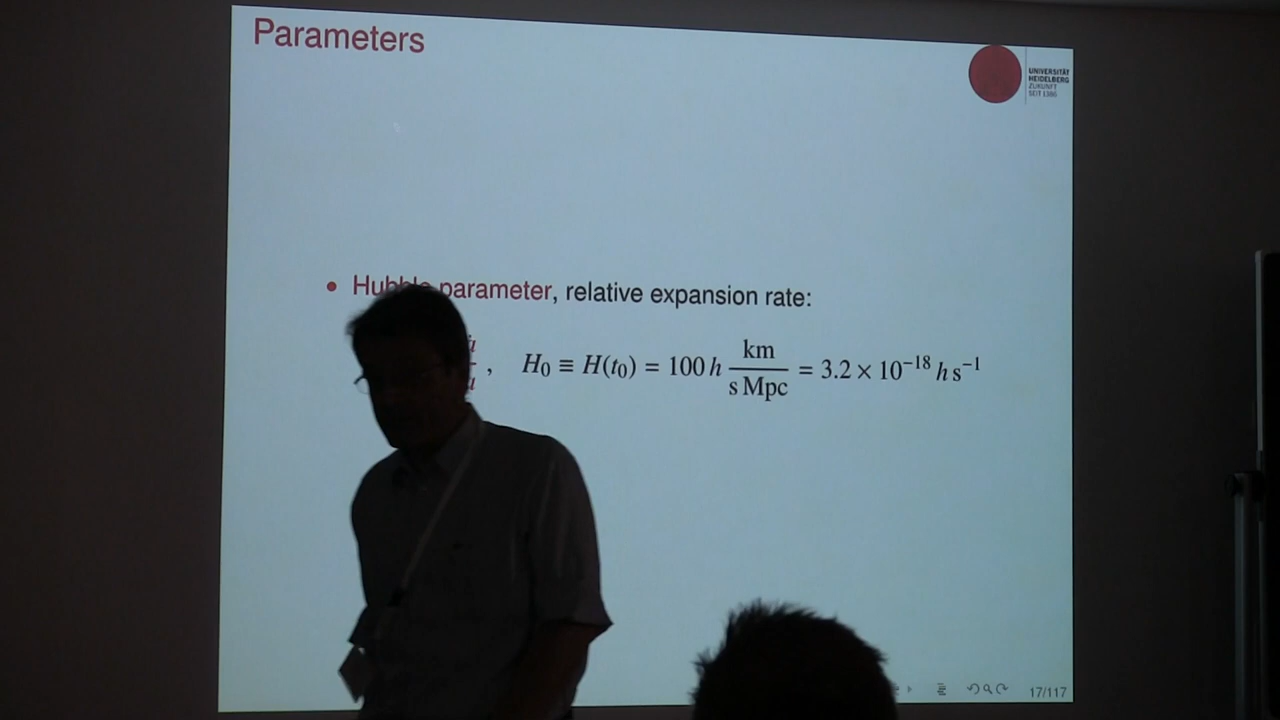 Parameters
UNIVERSITÄT
HEIDELBERG
ZUKUNFT
SEIT 1386
• Hubble parameter, relative expansion rate:
, H₀ ≡ H(t₀) = 100 h km / s Mpc = 3.2 × 10⁻¹⁸ h s⁻¹
17/117